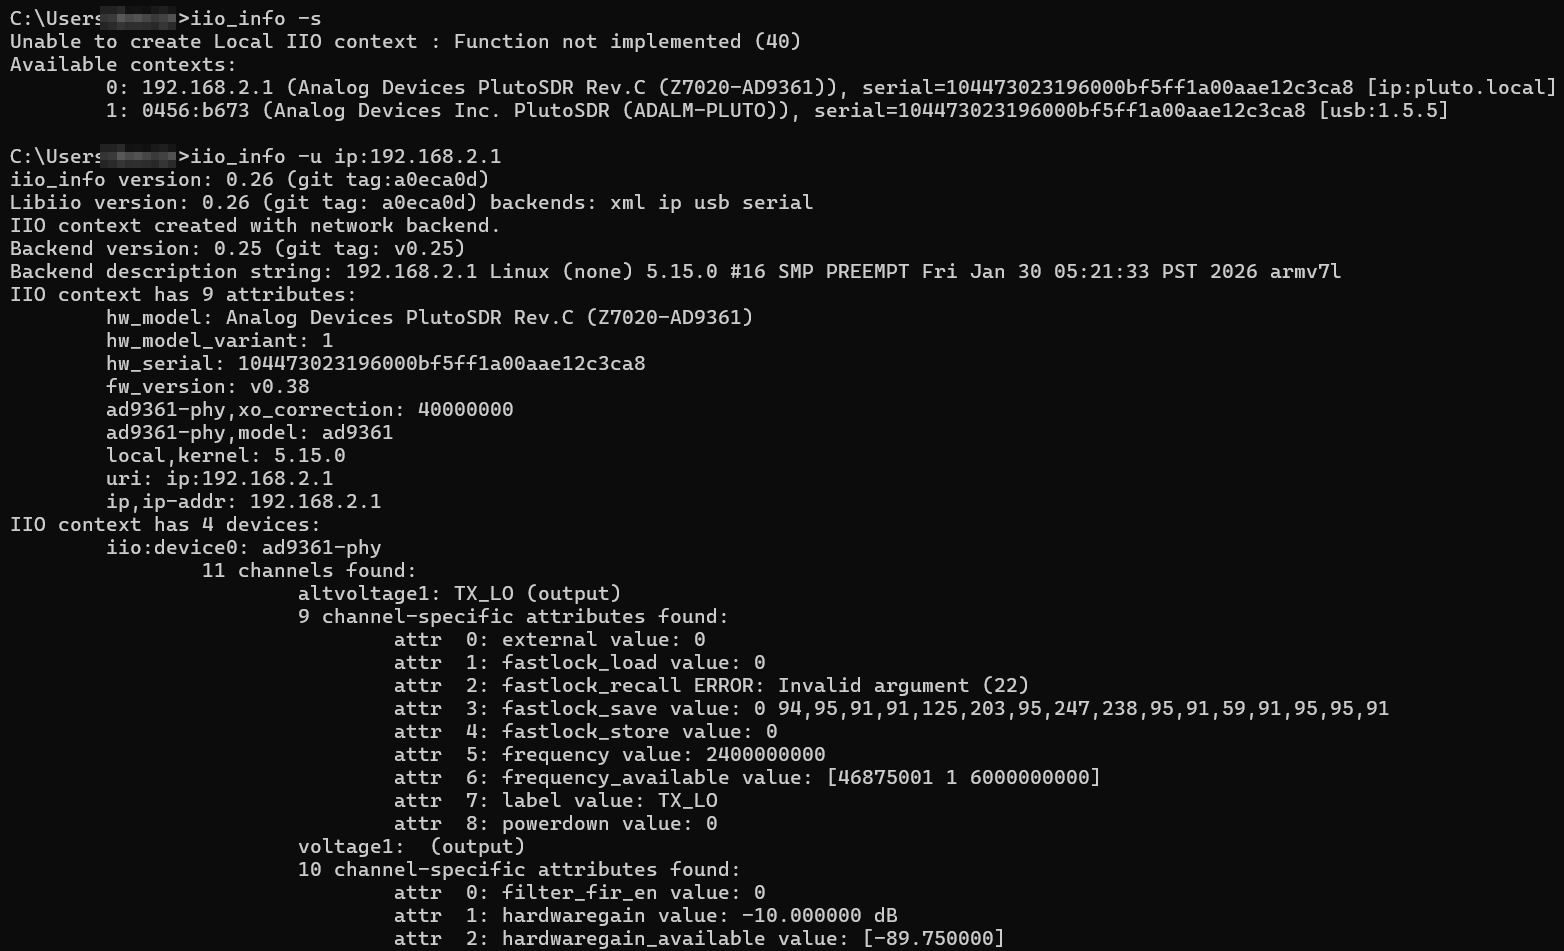 C:\Users >iio_info -s
Unable to create Local IIO context : Function not implemented (40)
Available contexts:
0: 192.168.2.1 (Analog Devices PlutoSDR Rev.C (Z7020-AD9361)), serial=104473023196000bf5ff1a00aae12c3ca8 [ip:pluto.local]
1: 0456:b673 (Analog Devices Inc. PlutoSDR (ADALM-PLUTO)), serial=104473023196000bf5ff1a00aae12c3ca8 [usb:1.5.5]
C:\Users >iio_info -u ip:192.168.2.1
iio_info version: 0.26 (git tag:a0eca0d)
Libiio version: 0.26 (git tag: a0eca0d) backends: xml ip usb serial
IIO context created with network backend.
Backend version: 0.25 (git tag: v0.25)
Backend description string: 192.168.2.1 Linux (none) 5.15.0 #16 SMP PREEMPT Fri Jan 30 05:21:33 PST 2026 armv7l
IIO context has 9 attributes:
hw_model: Analog Devices PlutoSDR Rev.C (Z7020-AD9361)
hw_model_variant: 1
hw_serial: 104473023196000bf5ff1a00aae12c3ca8
fw_version: v0.38
ad9361-phy,xo_correction: 40000000
ad9361-phy,model: ad9361
local,kernel: 5.15.0
uri: ip:192.168.2.1
ip,ip-addr: 192.168.2.1
IIO context has 4 devices:
iio:device0: ad9361-phy
11 channels found:
altvoltage1: TX_LO (output)
9 channel-specific attributes found:
attr  0: external value: 0
attr  1: fastlock_load value: 0
attr  2: fastlock_recall ERROR: Invalid argument (22)
attr  3: fastlock_save value: 0 94,95,91,91,125,203,95,247,238,95,91,59,91,95,95,91
attr  4: fastlock_store value: 0
attr  5: frequency value: 2400000000
attr  6: frequency_available value: [46875001 1 6000000000]
attr  7: label value: TX_LO
attr  8: powerdown value: 0
voltage1:  (output)
10 channel-specific attributes found:
attr  0: filter_fir_en value: 0
attr  1: hardwaregain value: -10.000000 dB
attr  2: hardwaregain_available value: [-89.750000]